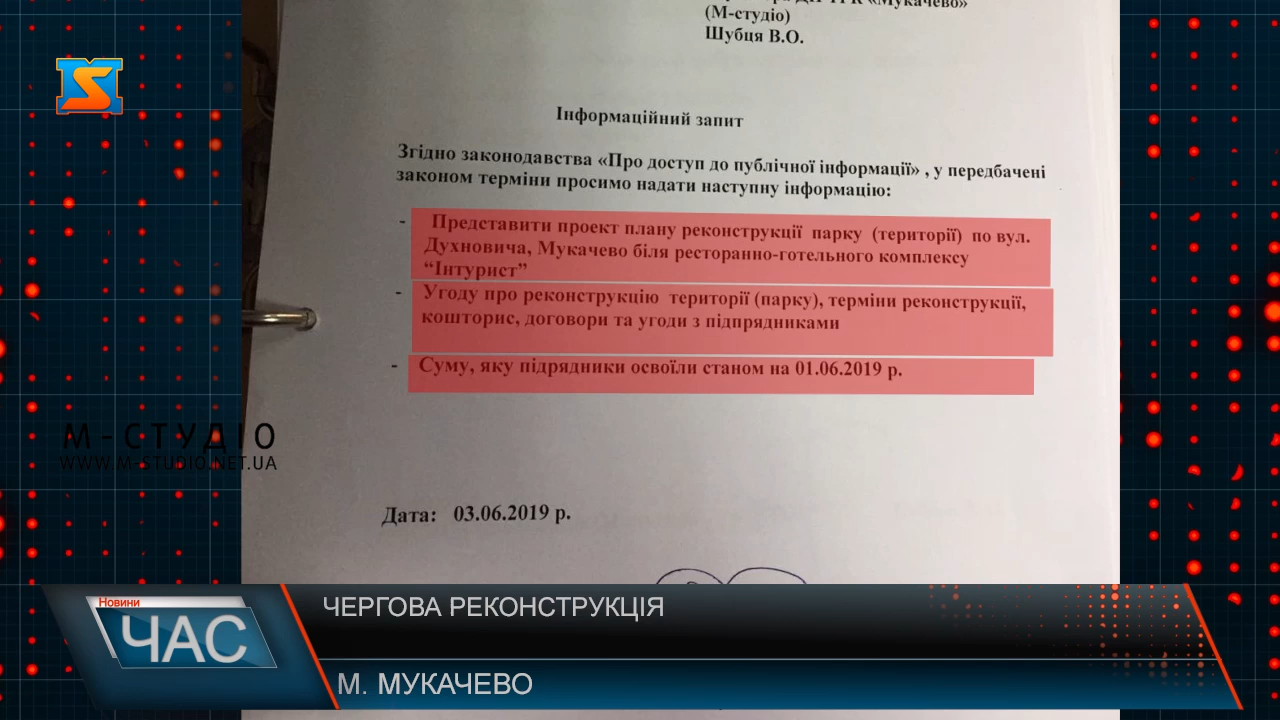 «Мукачево»
(М-студіо)
Шубця В.О.
Інформаційний запит
Згідно законодавства «Про доступ до публічної інформації» , у передбачені
законом терміни просимо надати наступну інформацію:
- Представити проект плану реконструкції парку (території) по вул.
Духновича, Мукачево біля ресторанно-готельного комплексу
“Інтурист”
- Угоду про реконструкцію території (парку), терміни реконструкції,
кошторис, договори та угоди з підпрядниками
- Суму, яку підрядники освоїли станом на 01.06.2019 р.
М-СТУДІО
WWW.M-STUDIO.NET.UA
Дата: 03.06.2019 р.
Новини
ЧАС
ЧЕРГОВА РЕКОНСТРУКЦІЯ
М. МУКАЧЕВО